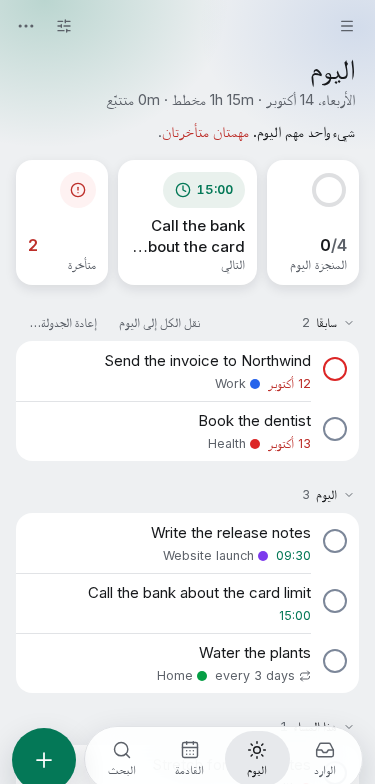 اليوم
الأربعاء، 14 أكتوبر · 1h 15m مخطط · 0m متتبّع
شيء واحد مهم اليوم. مهمتان متأخرتان.
0/4
المنجزة اليوم
15:00
Call the bank
…bout the card
التالي
2
متأخرة
سابقًا 2
نقل الكل إلى اليوم
إعادة الجدولة…
Send the invoice to Northwind
12 أكتوبر Work
Book the dentist
13 أكتوبر Health
اليوم 3
Write the release notes
09:30 Website launch
Call the bank about the card limit
15:00
Water the plants
every 3 days Home
الوارد
اليوم
القادمة
البحث